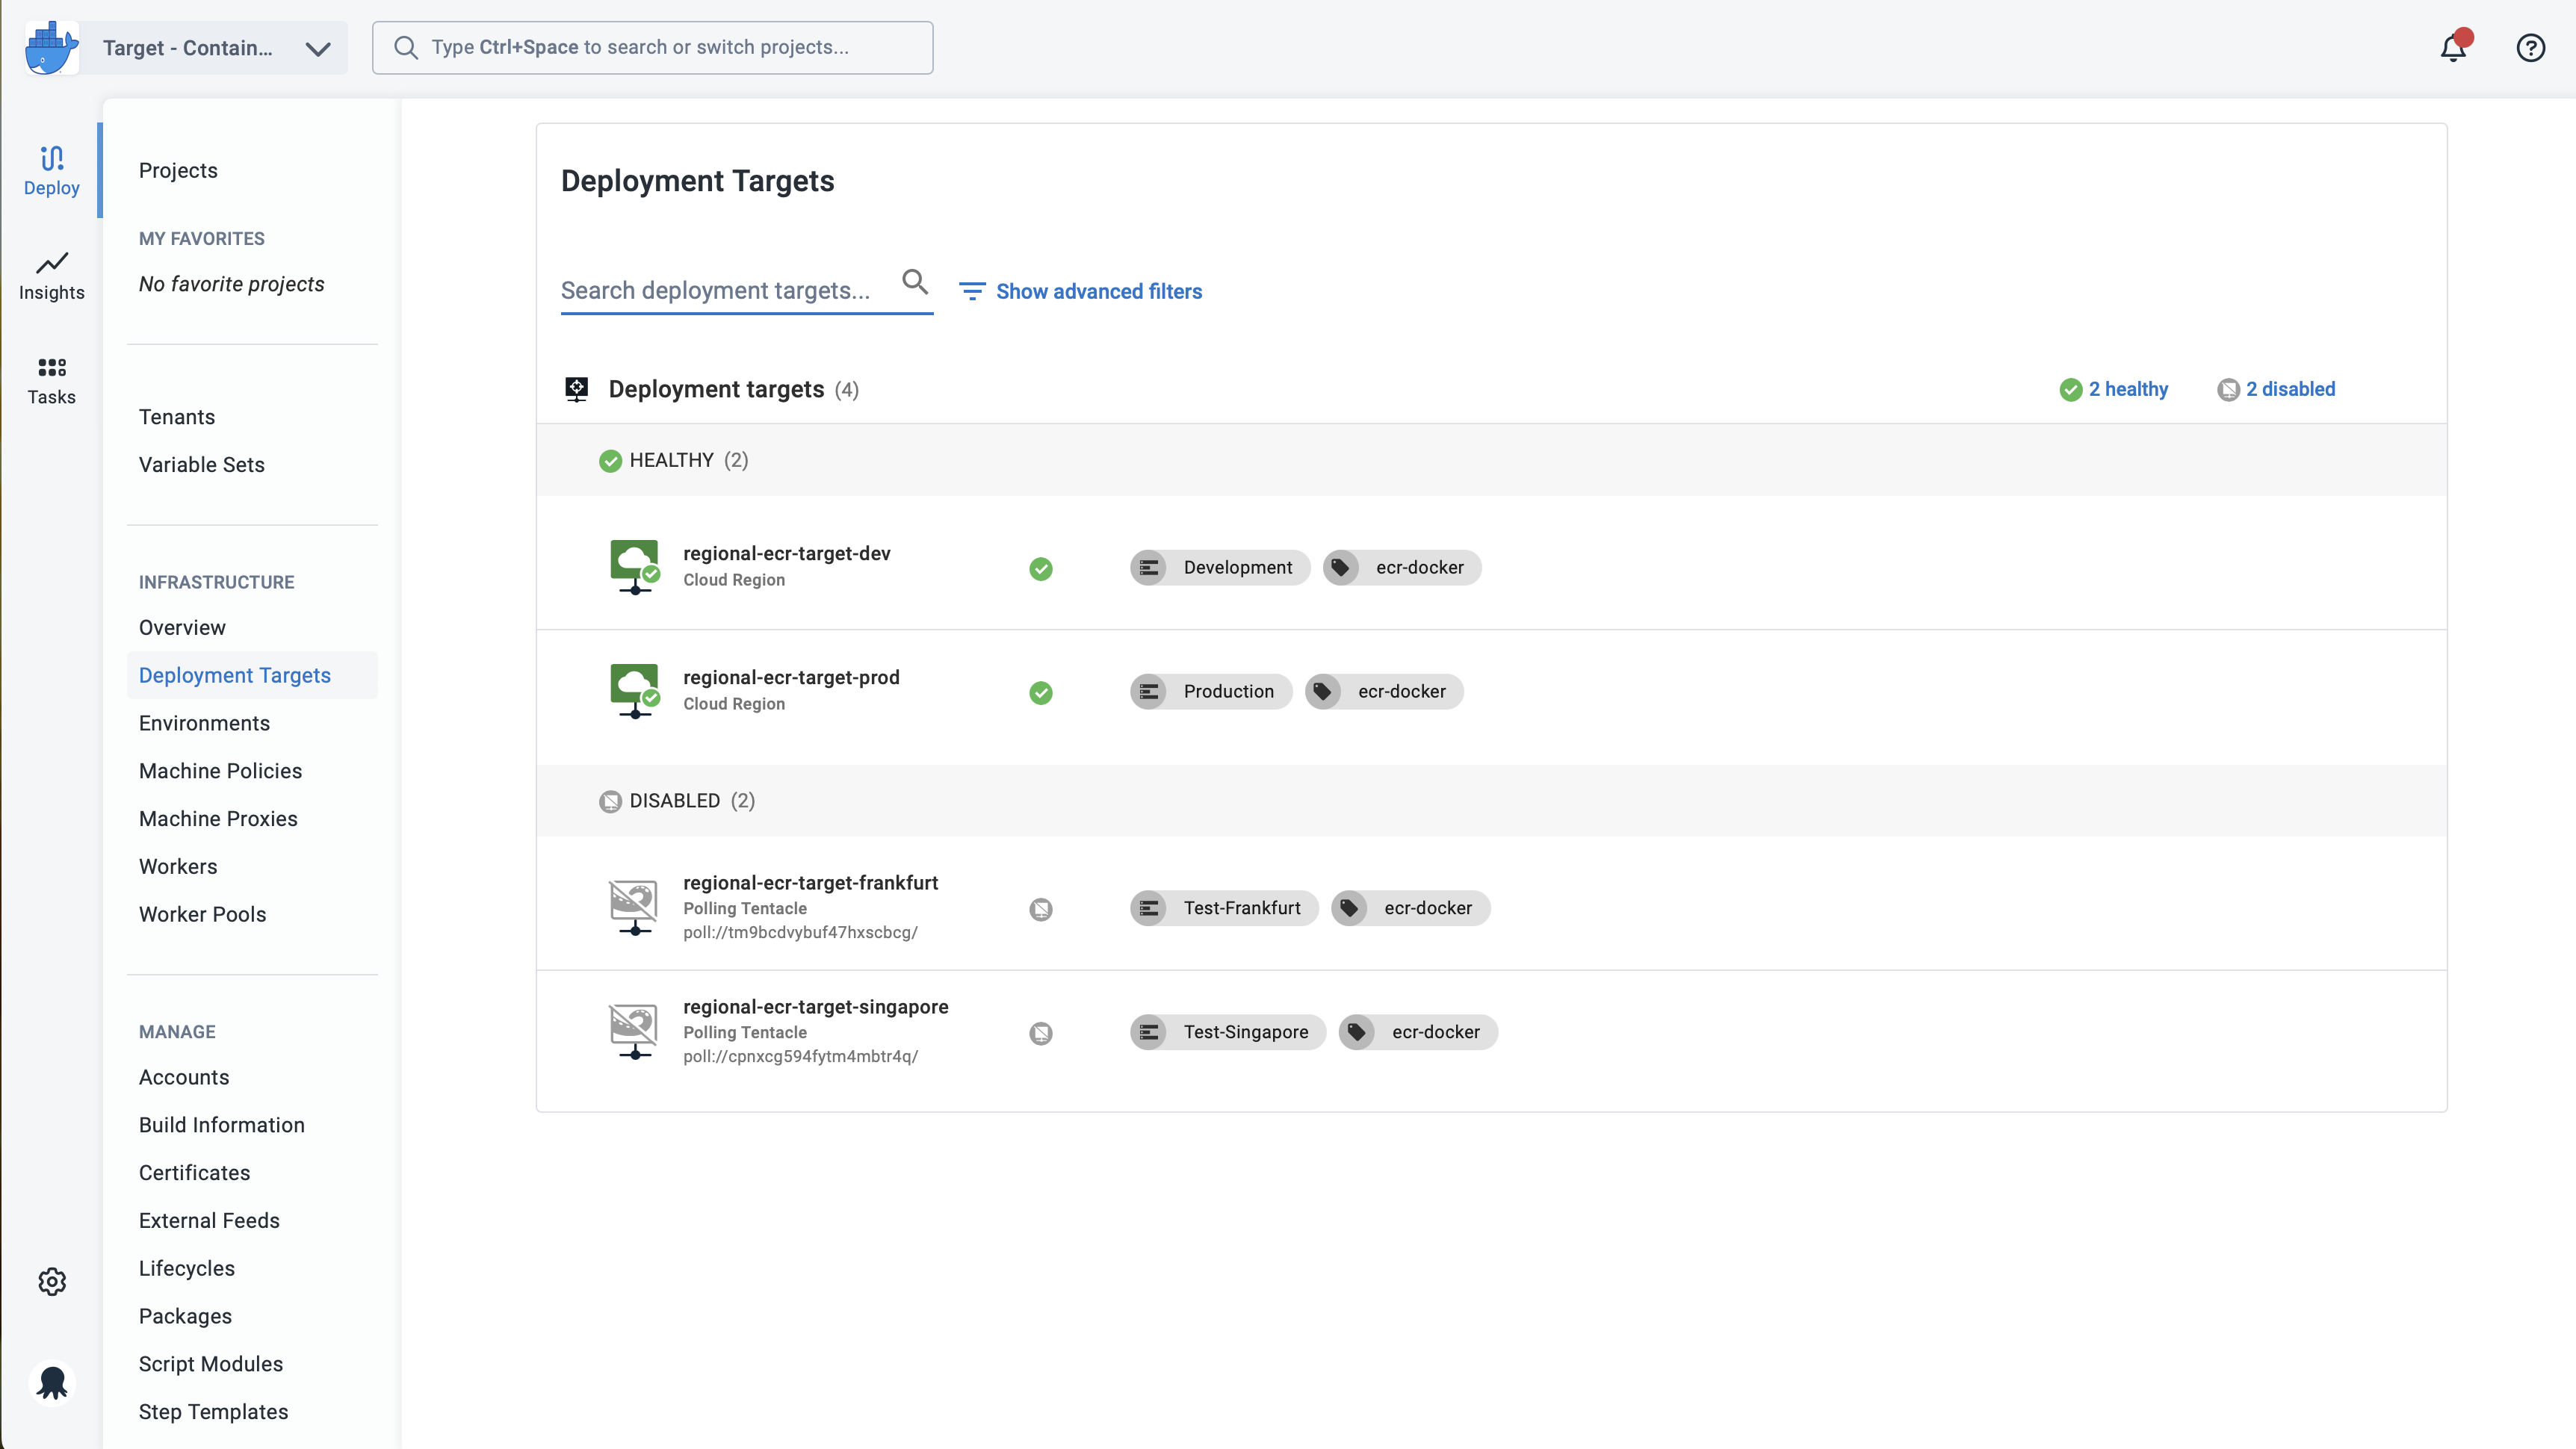 Target - Contain...
Type Ctrl+Space to search or switch projects...
Deploy
Insights
Tasks
Projects
MY FAVORITES
No favorite projects
Tenants
Variable Sets
INFRASTRUCTURE
Overview
Deployment Targets
Environments
Machine Policies
Machine Proxies
Workers
Worker Pools
MANAGE
Accounts
Build Information
Certificates
External Feeds
Lifecycles
Packages
Script Modules
Step Templates
Deployment Targets
Search deployment targets...
Show advanced filters
Deployment targets (4)
2 healthy
2 disabled
HEALTHY (2)
regional-ecr-target-dev
Cloud Region
Development
ecr-docker
regional-ecr-target-prod
Cloud Region
Production
ecr-docker
DISABLED (2)
regional-ecr-target-frankfurt
Polling Tentacle
poll://tm9bcdvybuf47hxscbcg/
Test-Frankfurt
ecr-docker
regional-ecr-target-singapore
Polling Tentacle
poll://cpnxcg594fytm4mbtr4q/
Test-Singapore
ecr-docker